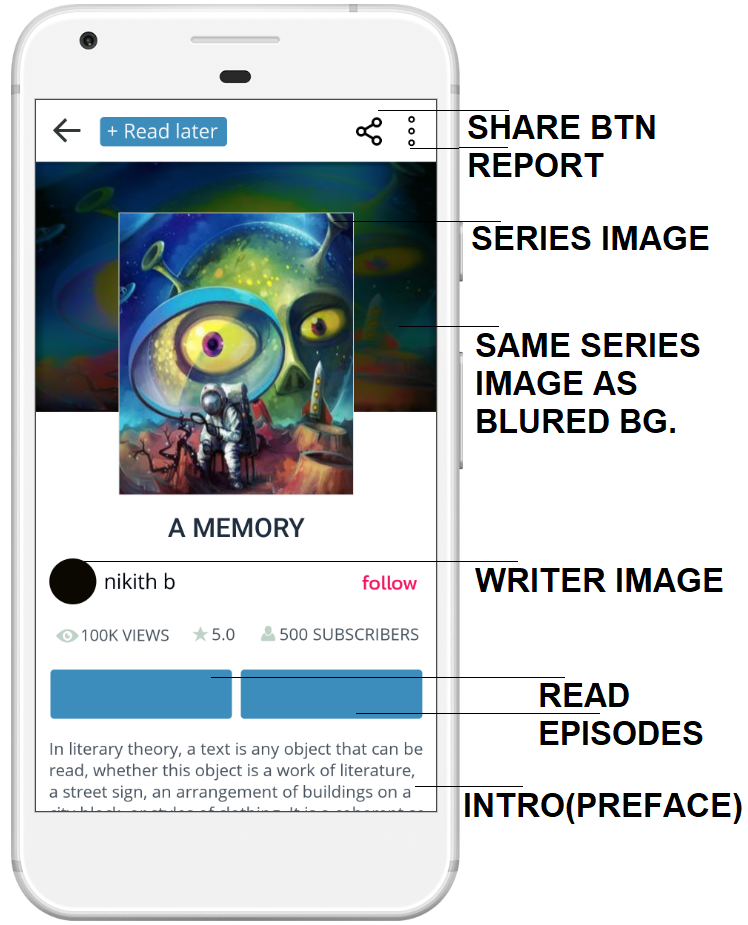 + Read later
SHARE BTN
REPORT
SERIES IMAGE
SAME SERIES
IMAGE AS
BLURED BG.
A MEMORY
nikith b
follow
WRITER IMAGE
100K VIEWS
5.0
500 SUBSCRIBERS
READ
EPISODES
In literary theory, a text is any object that can be
read, whether this object is a work of literature,
a street sign, an arrangement of buildings on a
INTRO(PREFACE)